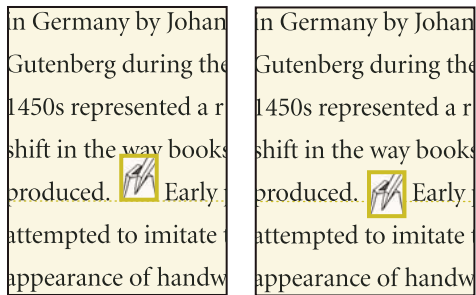 in Germany by Johan
Gutenberg during the
1450s represented a r
shift in the way books
produced. Early
attempted to imitate
appearance of handw
in Germany by Johan
Gutenberg during the
1450s represented a r
shift in the way books
produced. Early
attempted to imitate
appearance of handw